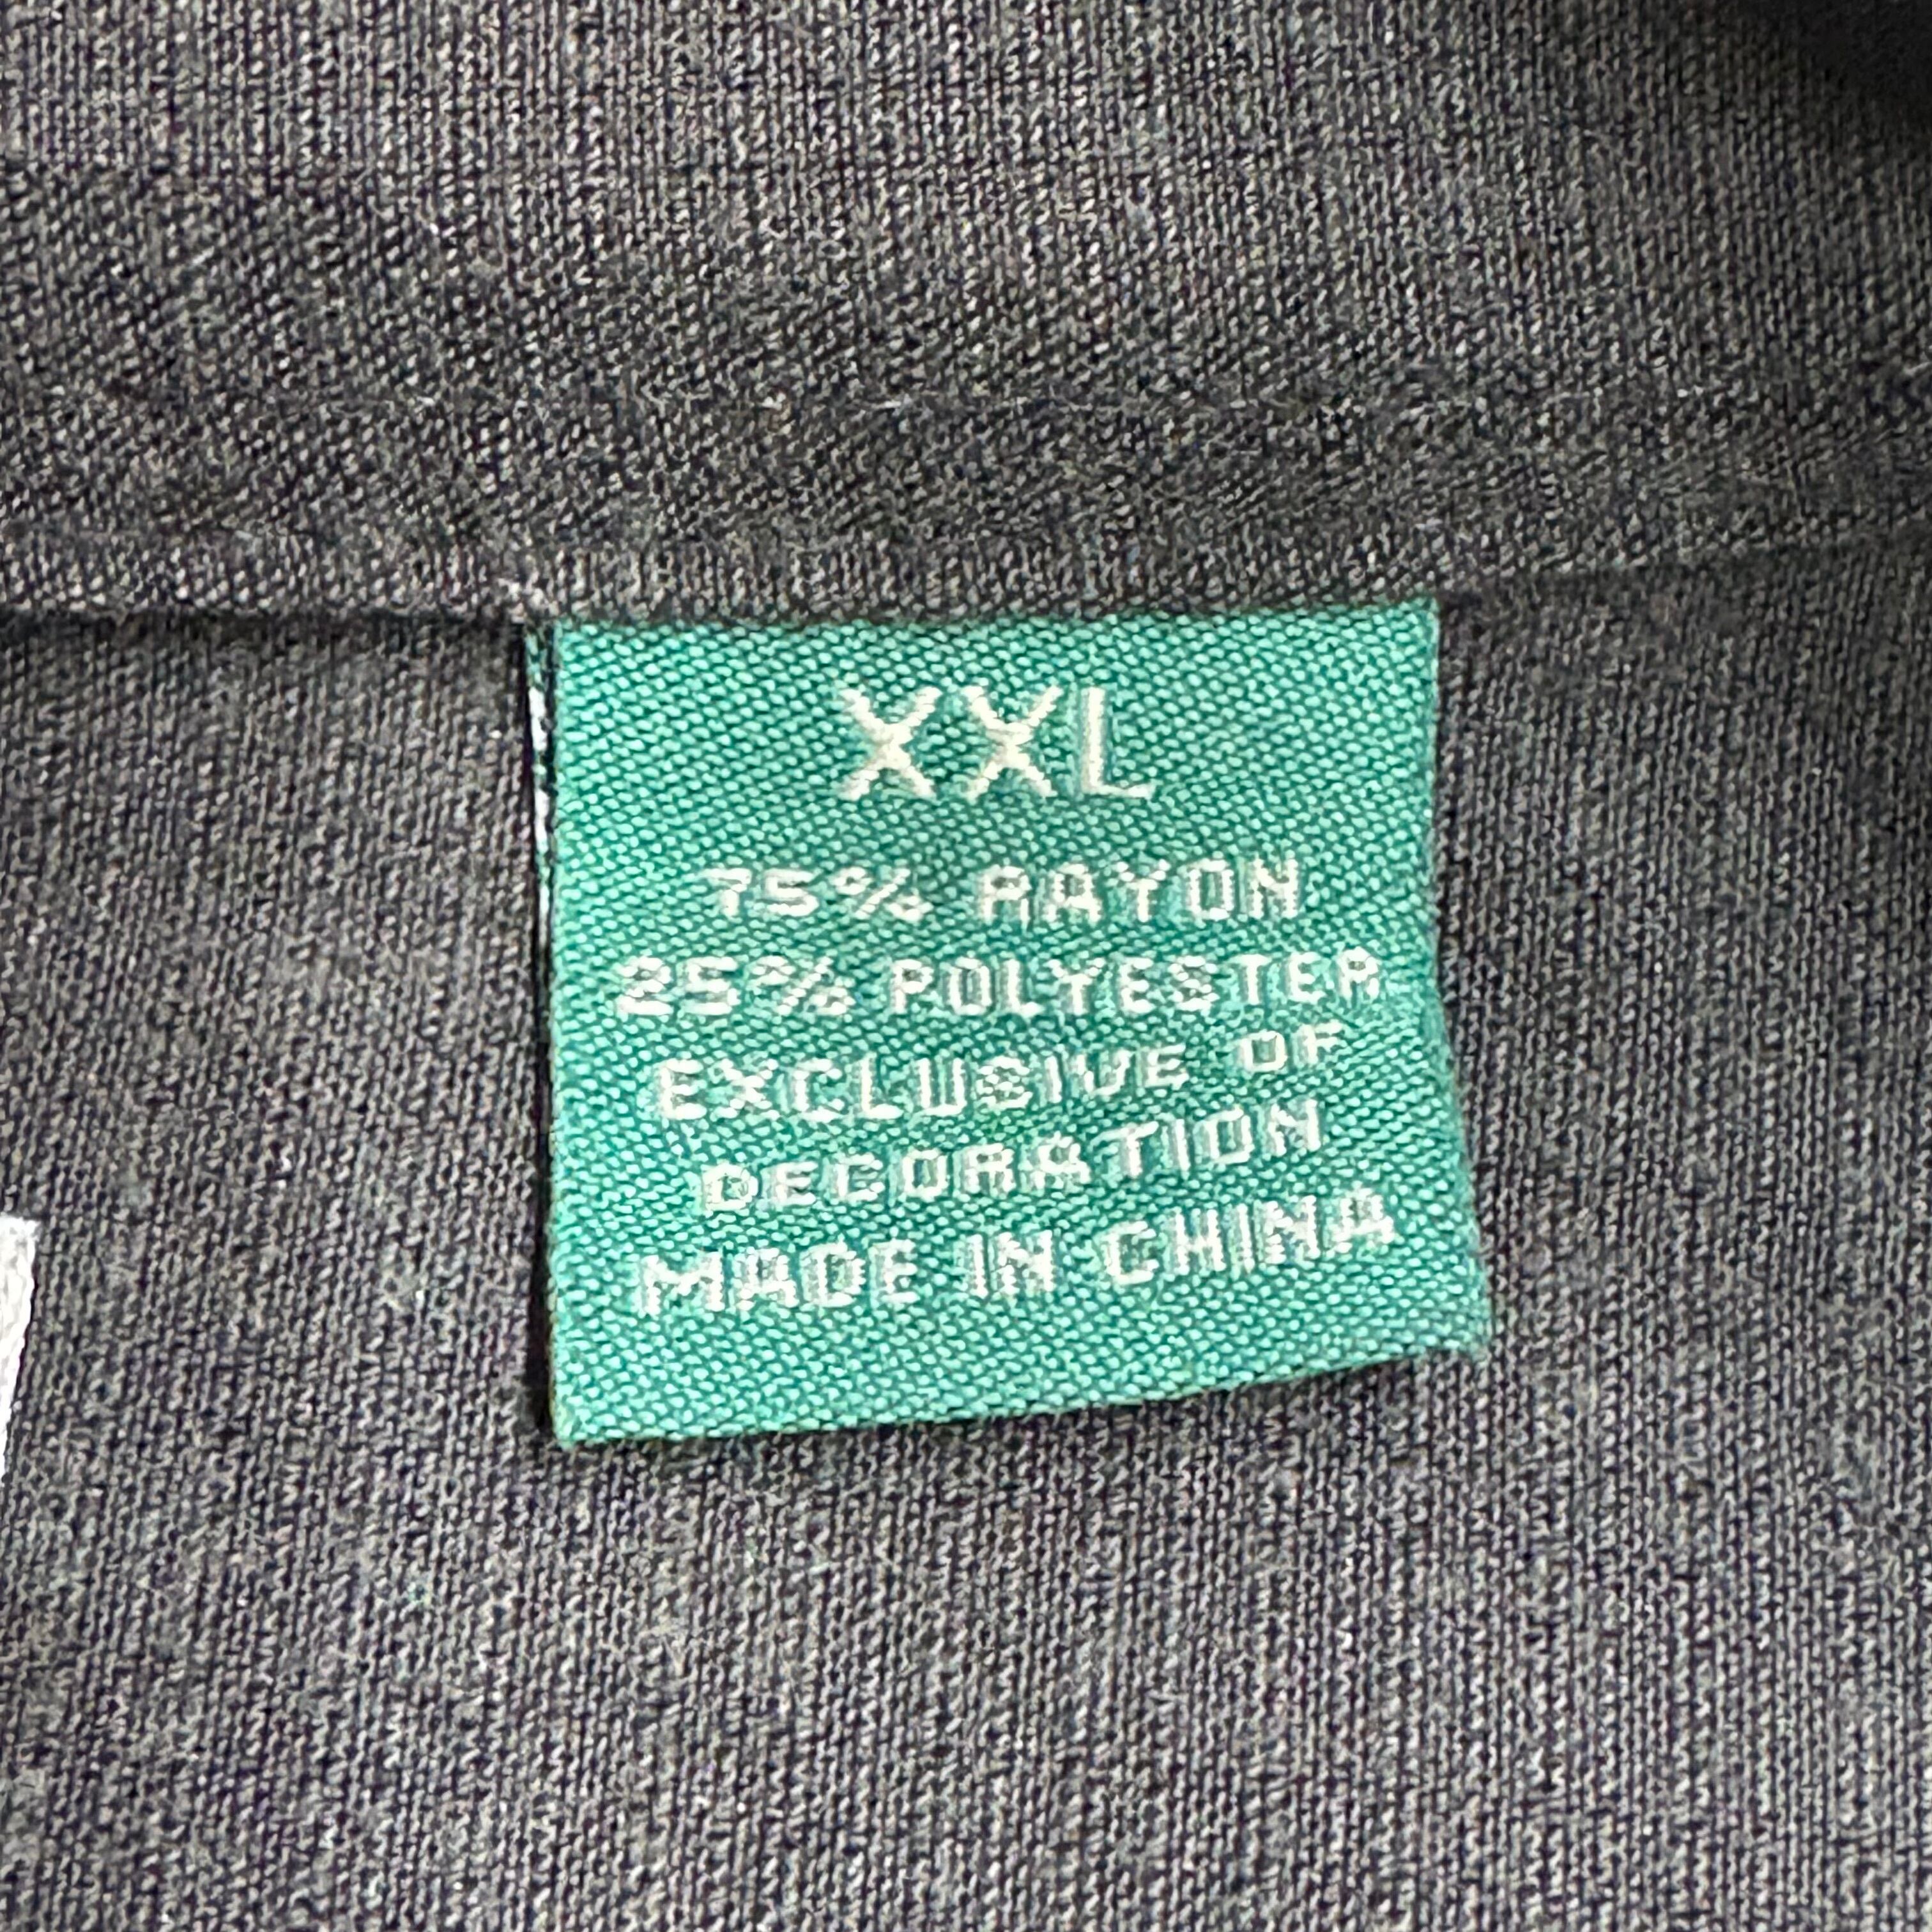 XXL
75% RAYON
25% POLYESTER
EXCLUSIVE OF
DECORATION
MADE IN CHINA